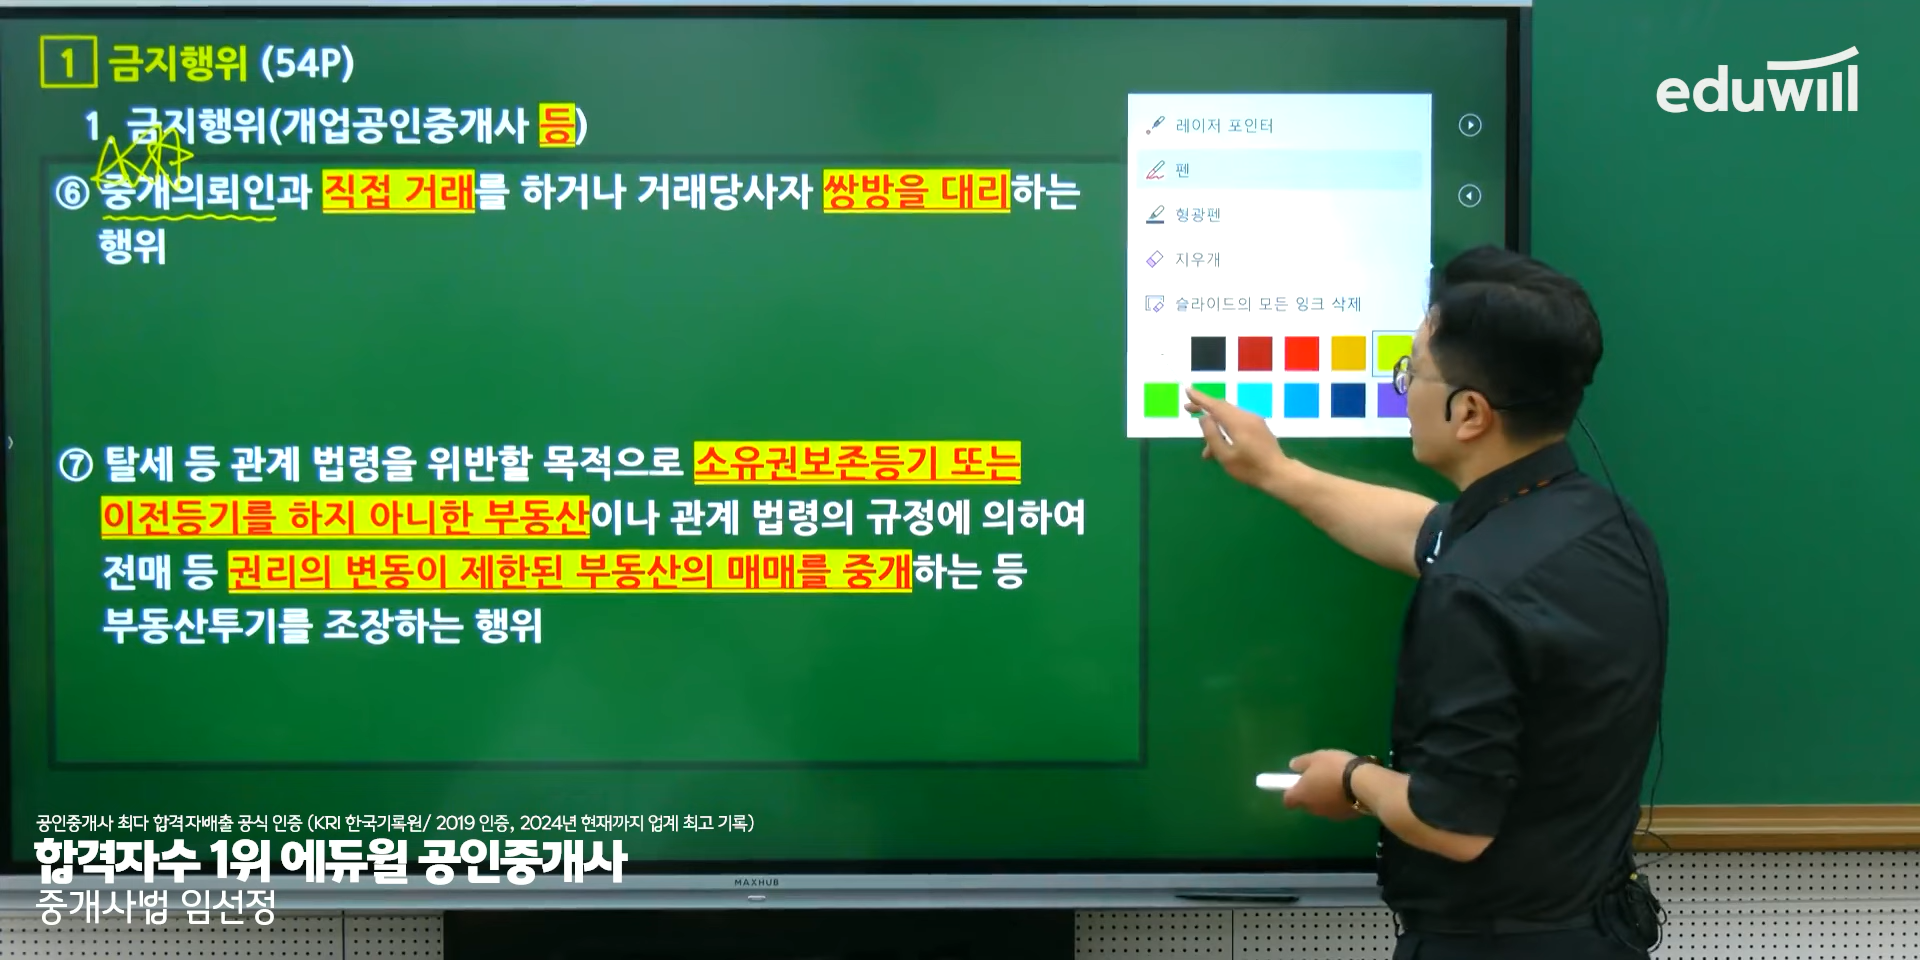 1 금지행위 (54P)
1. 금지행위(개업공인중개사 등)
⑥ 중개의뢰인과 직접 거래를 하거나 거래당사자 쌍방을 대리하는
행위
⑦ 탈세 등 관계 법령을 위반할 목적으로 소유권보존등기 또는
이전등기를 하지 아니한 부동산이나 관계 법령의 규정에 의하여
전매 등 권리의 변동이 제한된 부동산의 매매를 중개하는 등
부동산투기를 조장하는 행위
레이저 포인터
펜
형광펜
지우개
슬라이드의 모든 잉크 삭제
eduwill
공인중개사 최다 합격자배출 공식 인증 (KRI 한국기록원/ 2019 인증, 2024년 현재까지 업계 최고 기록)
합격자수 1위 에듀윌 공인중개사
중개사법 임선정
MAXHUB